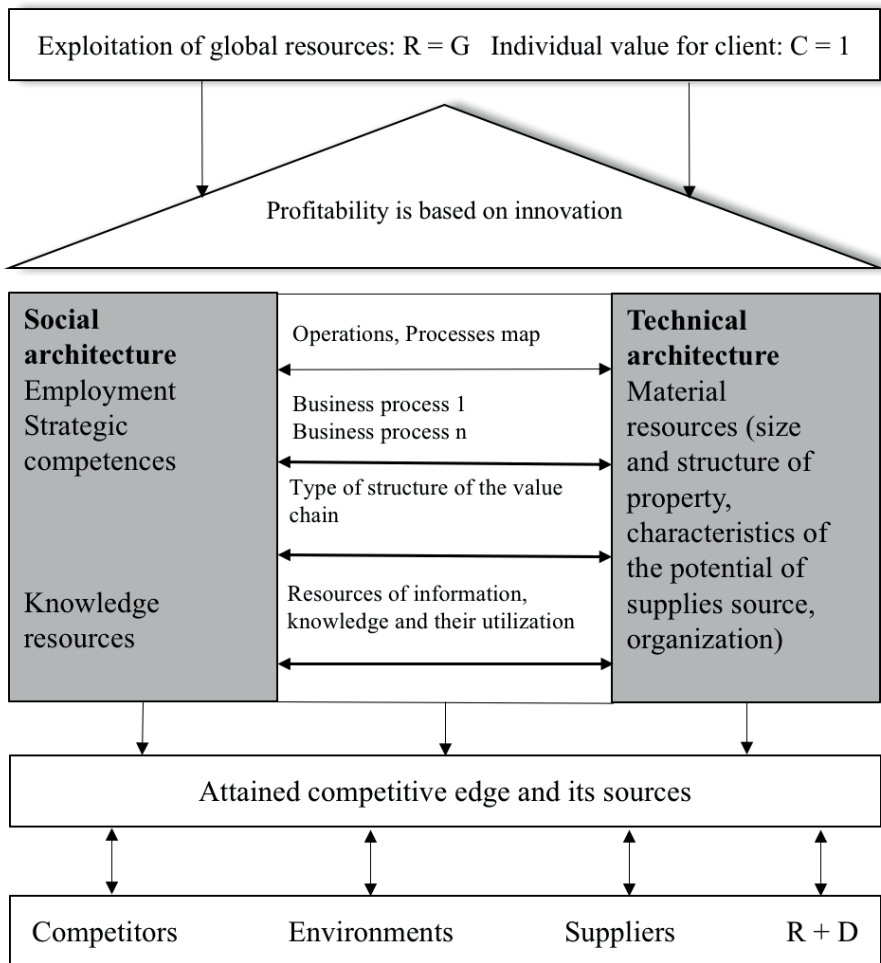 Exploitation of global resources: R = G Individual value for client: C = 1
Profitability is based on innovation
Social
architecture
Employment
Strategic
competences
Knowledge
resources
Operations, Processes map
Business process 1
Business process n
Type of structure of the value
chain
Resources of information,
knowledge and their utilization
Technical
architecture
Material
resources (size
and structure of
property,
characteristics of
the potential of
supplies source,
organization)
Attained competitive edge and its sources
Competitors Environments Suppliers R + D